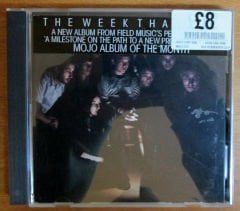 THE WEEK THA
A NEW ALBUM FROM FIELD MUSIC'S PE
'A MILESTONE ON THE PATH TO A NEW PRE
MOJO ALBUM OF THE MONTH
£8